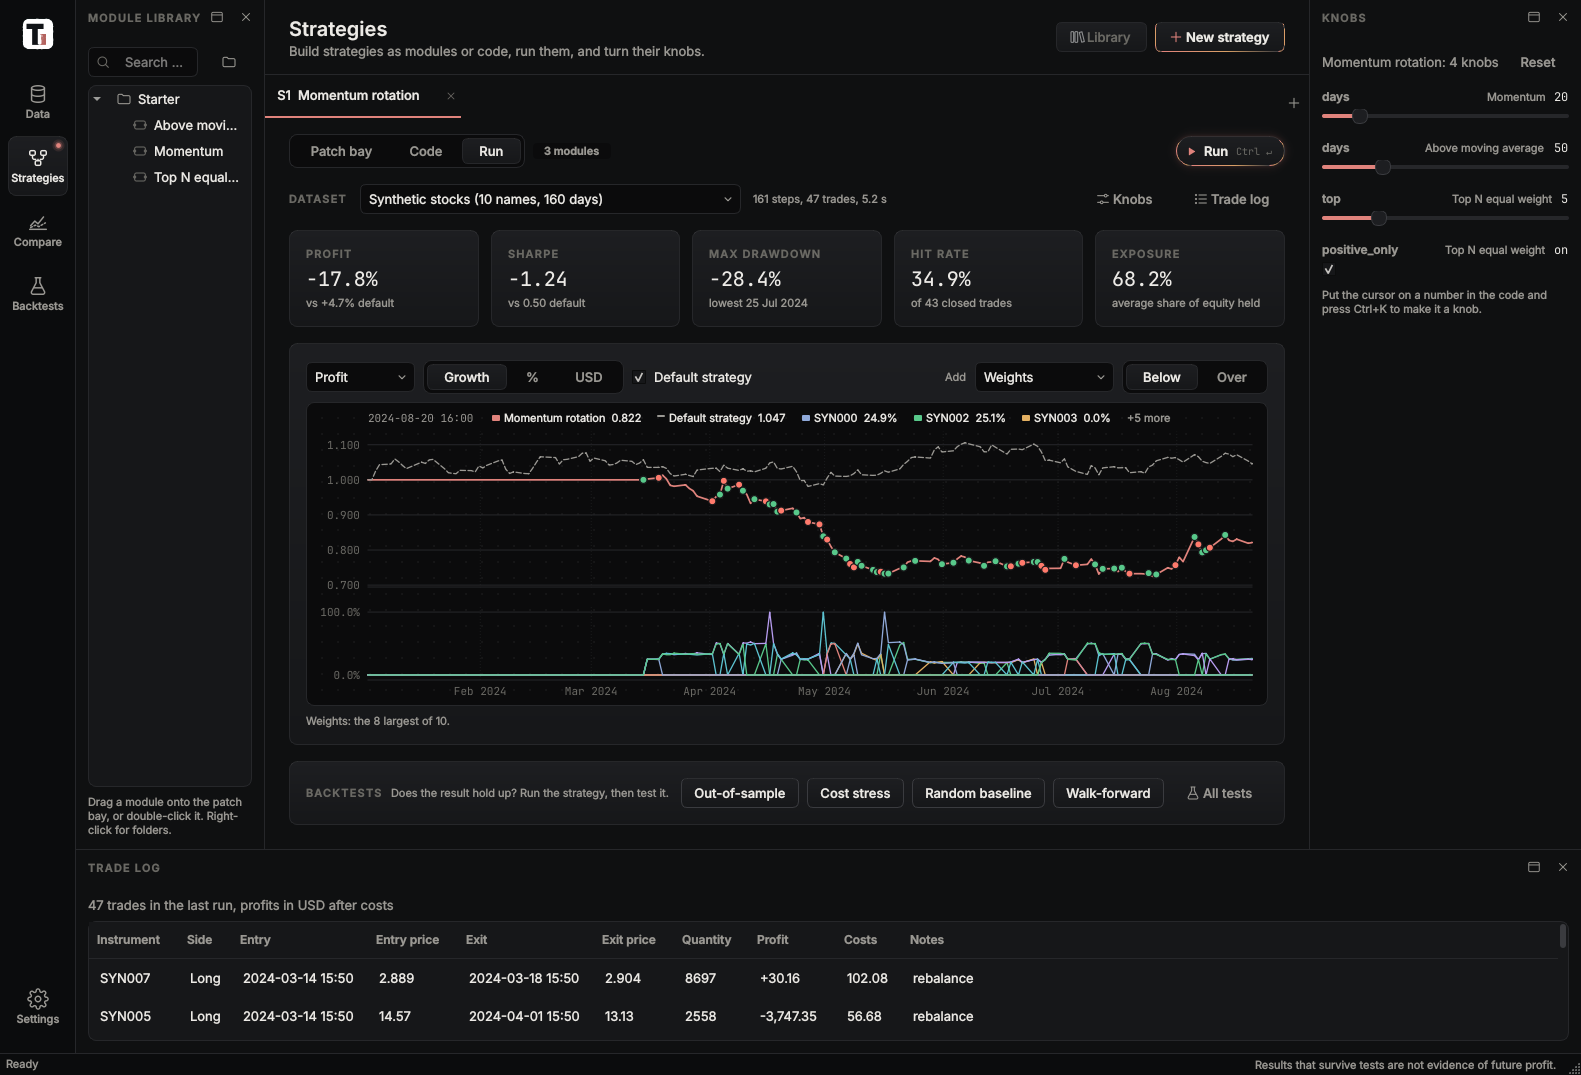 MODULE LIBRARY
Search ...
Starter
Above movi...
Momentum
Top N equal...
Drag a module onto the patch
bay, or double-click it. Right-
click for folders.
Data
Strategies
Compare
Backtests
Settings
Strategies
Build strategies as modules or code, run them, and turn their knobs.
Library
+ New strategy
S1 Momentum rotation
Patch bay Code Run 3 modules
Run Ctrl ↵
DATASET Synthetic stocks (10 names, 160 days) 161 steps, 47 trades, 5.2 s
Knobs Trade log
PROFIT
-17.8%
vs +4.7% default
SHARPE
-1.24
vs 0.50 default
MAX DRAWDOWN
-28.4%
lowest 25 Jul 2024
HIT RATE
34.9%
of 43 closed trades
EXPOSURE
68.2%
average share of equity held
Profit Growth % USD Default strategy Add Weights Below Over
2024-08-20 16:00 Momentum rotation 0.822 Default strategy 1.047 SYN000 24.9% SYN002 25.1% SYN003 0.0% +5 more
1.100
1.000
0.900
0.800
0.700
100.0%
0.0%
Feb 2024 Mar 2024 Apr 2024 May 2024 Jun 2024 Jul 2024 Aug 2024
Weights: the 8 largest of 10.
BACKTESTS Does the result hold up? Run the strategy, then test it. Out-of-sample Cost stress Random baseline Walk-forward All tests
KNOBS
Momentum rotation: 4 knobs Reset
days Momentum 20
days Above moving average 50
top Top N equal weight 5
positive_only Top N equal weight on
Put the cursor on a number in the code and
press Ctrl+K to make it a knob.
TRADE LOG
47 trades in the last run, profits in USD after costs
Instrument Side Entry Entry price Exit Exit price Quantity Profit Costs Notes
SYN007 Long 2024-03-14 15:50 2.889 2024-03-18 15:50 2.904 8697 +30.16 102.08 rebalance
SYN005 Long 2024-03-14 15:50 14.57 2024-04-01 15:50 13.13 2558 -3,747.35 56.68 rebalance
Ready
Results that survive tests are not evidence of future profit.